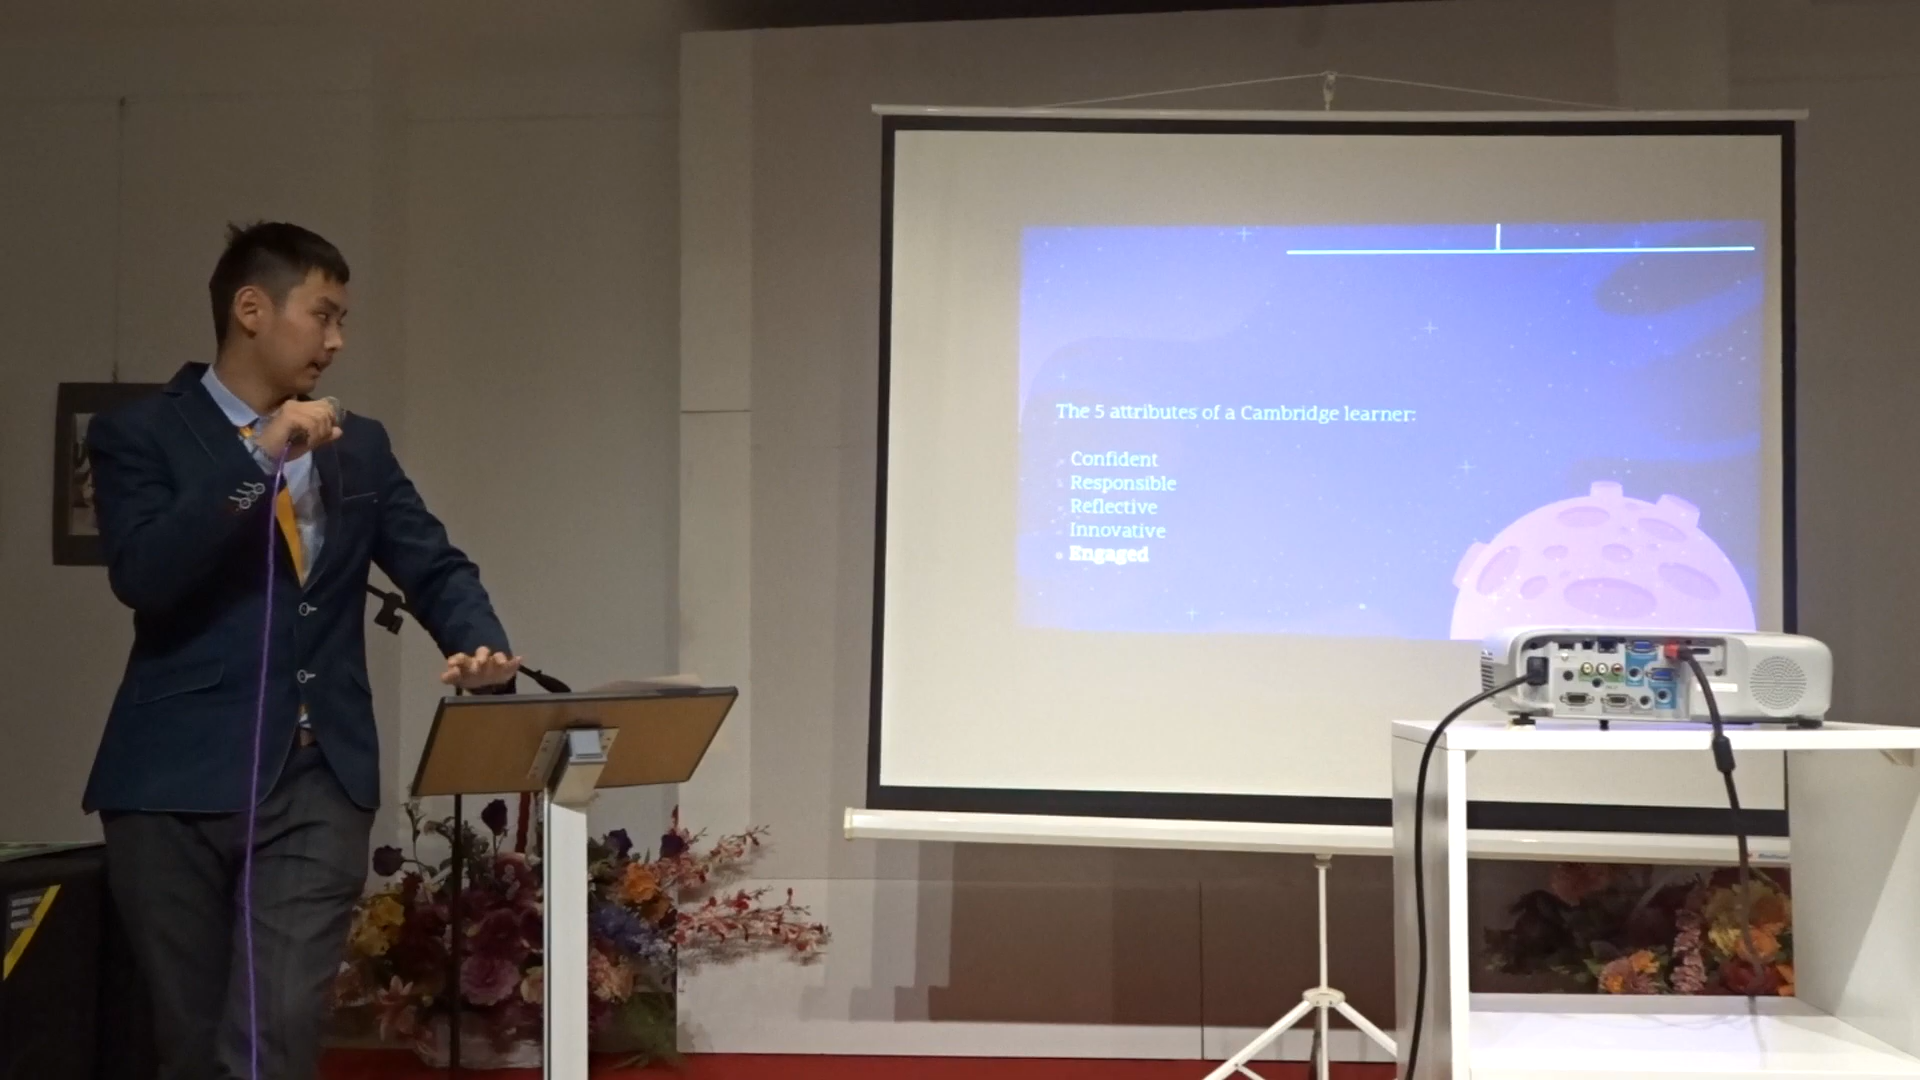 The 5 attributes of a Cambridge learner:
Confident
Responsible
Reflective
Innovative
Engaged